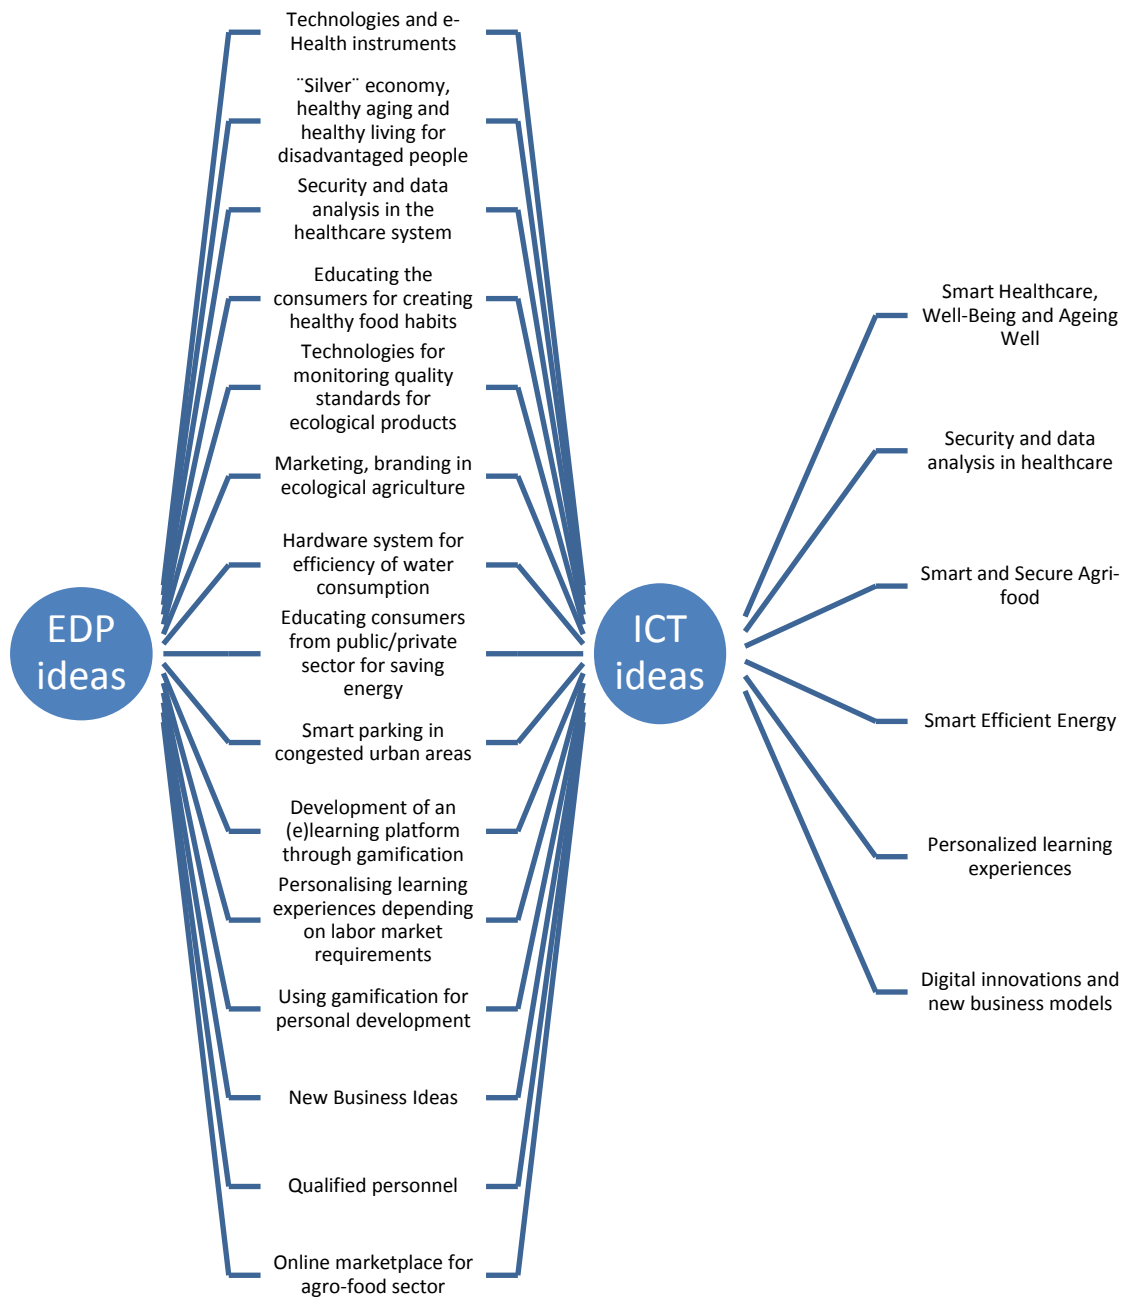 EDP
ideas
Technologies and e-
Health instruments
¨Silver¨ economy,
healthy aging and
healthy living for
disadvantaged people
Security and data
analysis in the
healthcare system
Educating the
consumers for creating
healthy food habits
Technologies for
monitoring quality
standards for
ecological products
Marketing, branding in
ecological agriculture
Hardware system for
efficiency of water
consumption
Educating consumers
from public/private
sector for saving
energy
Smart parking in
congested urban areas
Development of an
(e)learning platform
through gamification
Personalising learning
experiences depending
on labor market
requirements
Using gamification for
personal development
New Business Ideas
Qualified personnel
Online marketplace for
agro-food sector
ICT
ideas
Smart Healthcare,
Well-Being and Ageing
Well
Security and data
analysis in healthcare
Smart and Secure Agri-
food
Smart Efficient Energy
Personalized learning
experiences
Digital innovations and
new business models